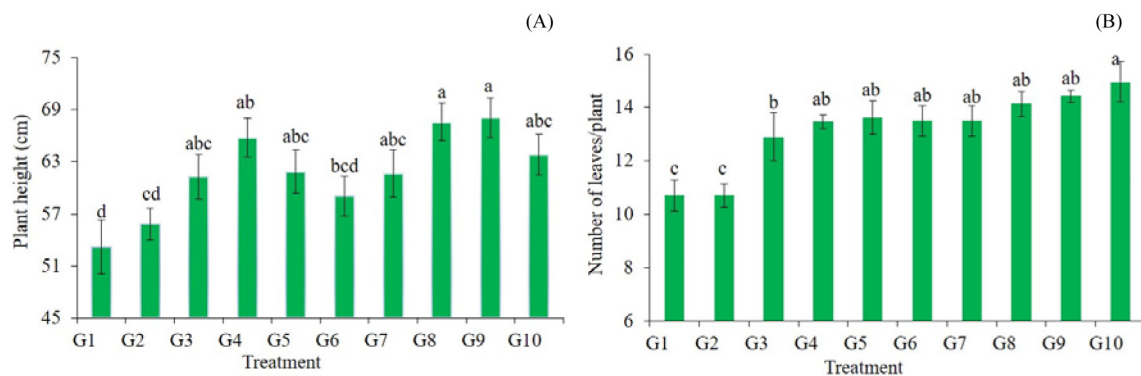 (A)
75
69
63
57
51
45
Plant height (cm)
d
cd
abc
ab
abc
bcd
abc
a
a
abc
G1 G2 G3 G4 G5 G6 G7 G8 G9 G10
Treatment
(B)
16
14
12
10
8
6
Number of leaves/plant
c
c
b
ab
ab
ab
ab
ab
ab
a
G1 G2 G3 G4 G5 G6 G7 G8 G9 G10
Treatment